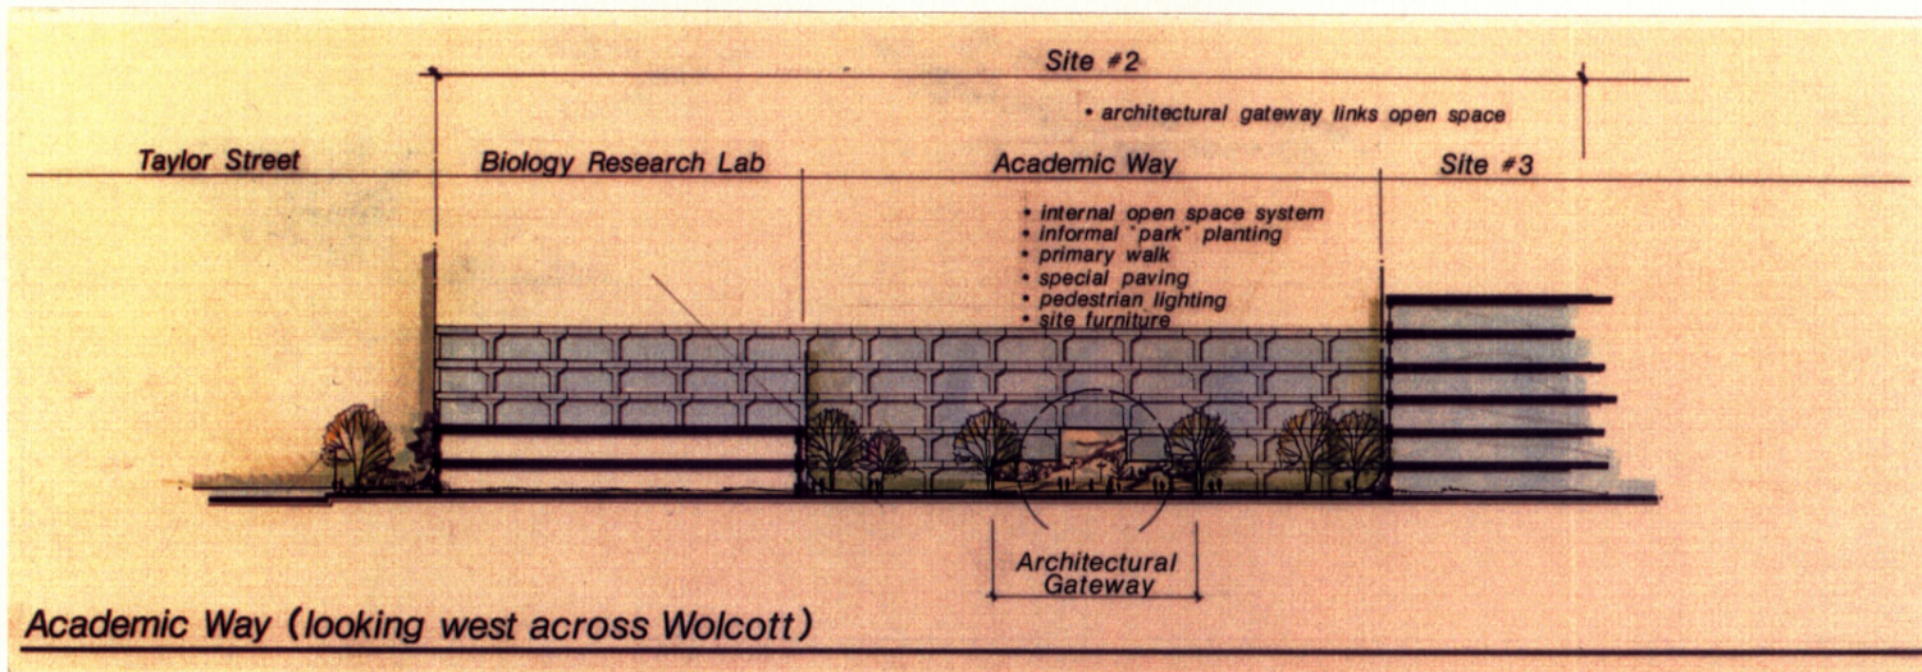 Site #2
• architectural gateway links open space
Taylor Street
Biology Research Lab
Academic Way
Site #3
• internal open space system
• informal "park" planting
• primary walk
• special paving
• pedestrian lighting
• site furniture
Architectural
Gateway
Academic Way (looking west across Wolcott)